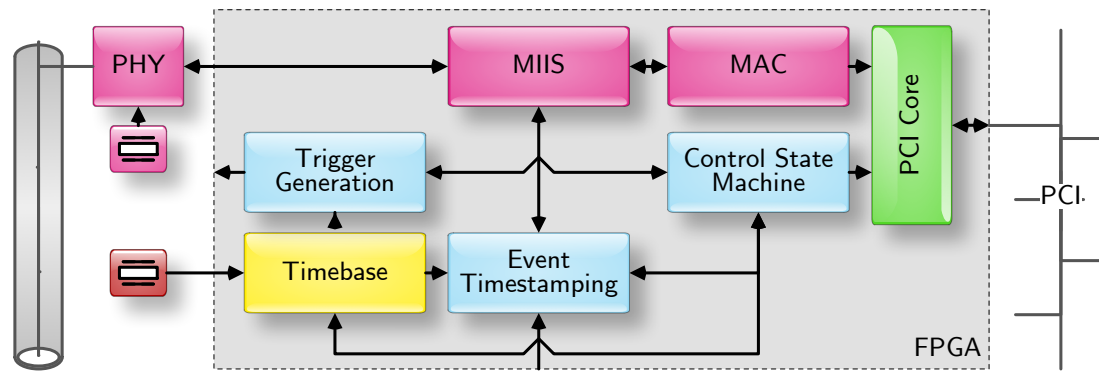 PHY
MIIS
MAC
PCI Core
Trigger
Generation
Control State
Machine
PCI
Timebase
Event
Timestamping
FPGA